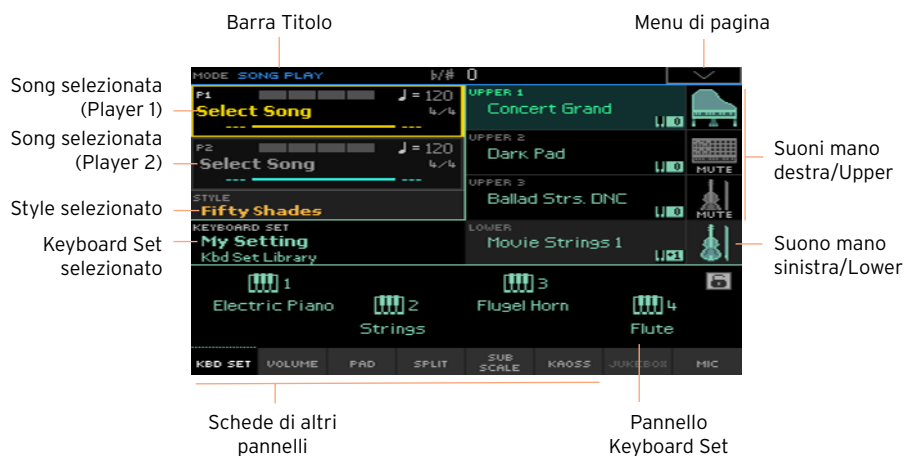 Barra Titolo
Menu di pagina
Song selezionata
(Player 1)
Song selezionata
(Player 2)
Style selezionato
Keyboard Set
selezionato
MODE SONG PLAY b/# 0
P1 ♩ = 120
Select Song 4/4
--- ---
P2 ♩ = 120
Select Song 4/4
--- ---
STYLE
Fifty Shades
KEYBOARD SET
My Setting
Kbd Set Library
UPPER 1
Concert Grand
0
UPPER 2
Dark Pad
0
MUTE
UPPER 3
Ballad Strs. DNC
0
MUTE
LOWER
Movie Strings 1
+1
Suoni mano
destra/Upper
Suono mano
sinistra/Lower
1
Electric Piano
2
Strings
3
Flugel Horn
4
Flute
KBD SET VOLUME PAD SPLIT SUB SCALE KAOSS JUKEBOX MIC
Schede di altri
pannelli
Pannello
Keyboard Set